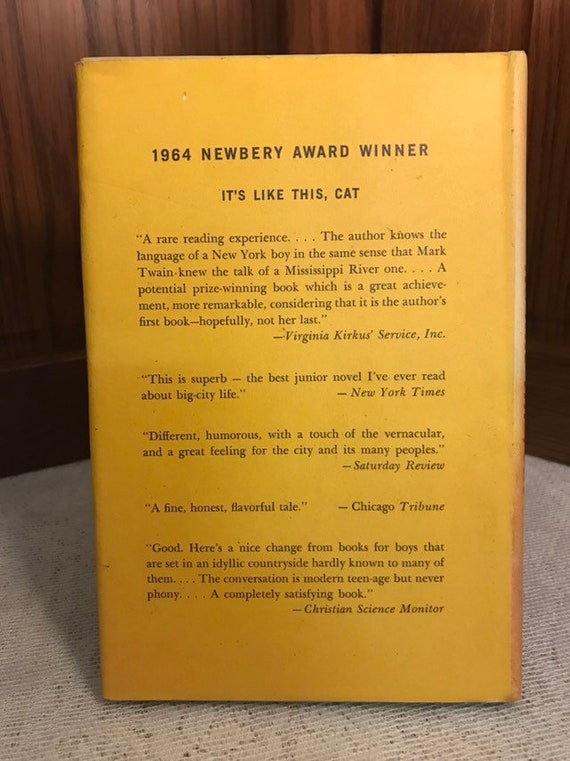 1964 NEWBERY AWARD WINNER
IT'S LIKE THIS, CAT
“A rare reading experience. . . . The author knows the
language of a New York boy in the same sense that Mark
Twain knew the talk of a Mississippi River one. . . . A
potential prize-winning book which is a great achieve-
ment, more remarkable, considering that it is the author's
first book—hopefully, not her last.”
—Virginia Kirkus' Service, Inc.
“This is superb — the best junior novel I've ever read
about big-city life.” — New York Times
“Different, humorous, with a touch of the vernacular,
and a great feeling for the city and its many peoples.”
—Saturday Review
“A fine, honest, flavorful tale.” — Chicago Tribune
“Good. Here's a nice change from books for boys that
are set in an idyllic countryside hardly known to many of
them. . . . The conversation is modern teen-age but never
phony. . . . A completely satisfying book.”
—Christian Science Monitor